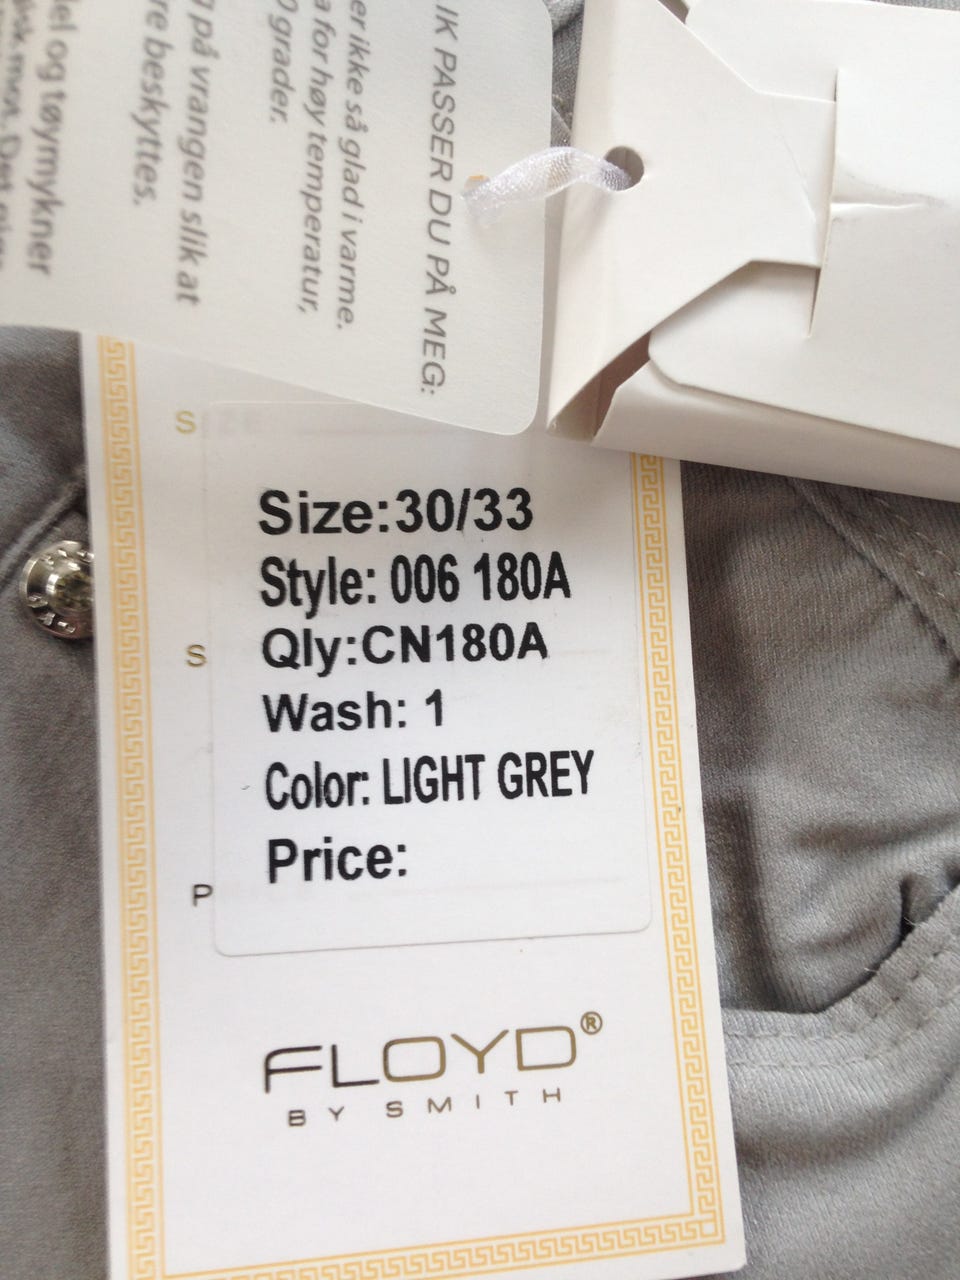 IK PASSER DU PÅ MEG:
er ikke så glad i varme.
a for høy temperatur,
0 grader.
på vrangen slik at
re beskyttes.
el og tøymykner
S
Size:30/33
Style: 006 180A
S
Qly:CN180A
Wash: 1
Color: LIGHT GREY
Price:
P
FLOYD®
BY SMITH